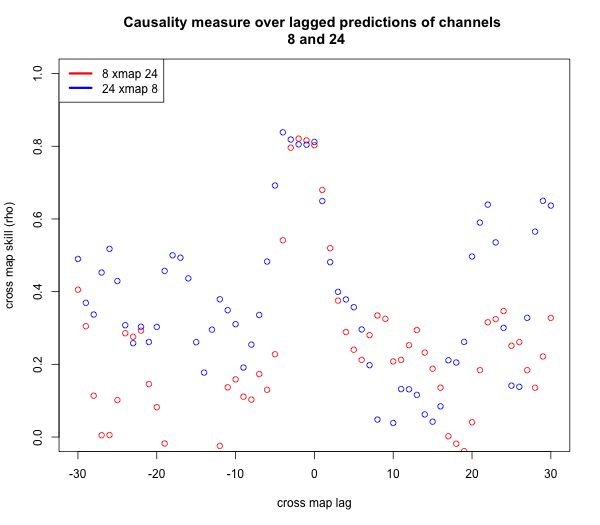 Causality measure over lagged predictions of channels
8 and 24
8 xmap 24
24 xmap 8
cross map skill (rho)
1.0
0.8
0.6
0.4
0.2
0.0
-30
-20
-10
0
10
20
30
cross map lag